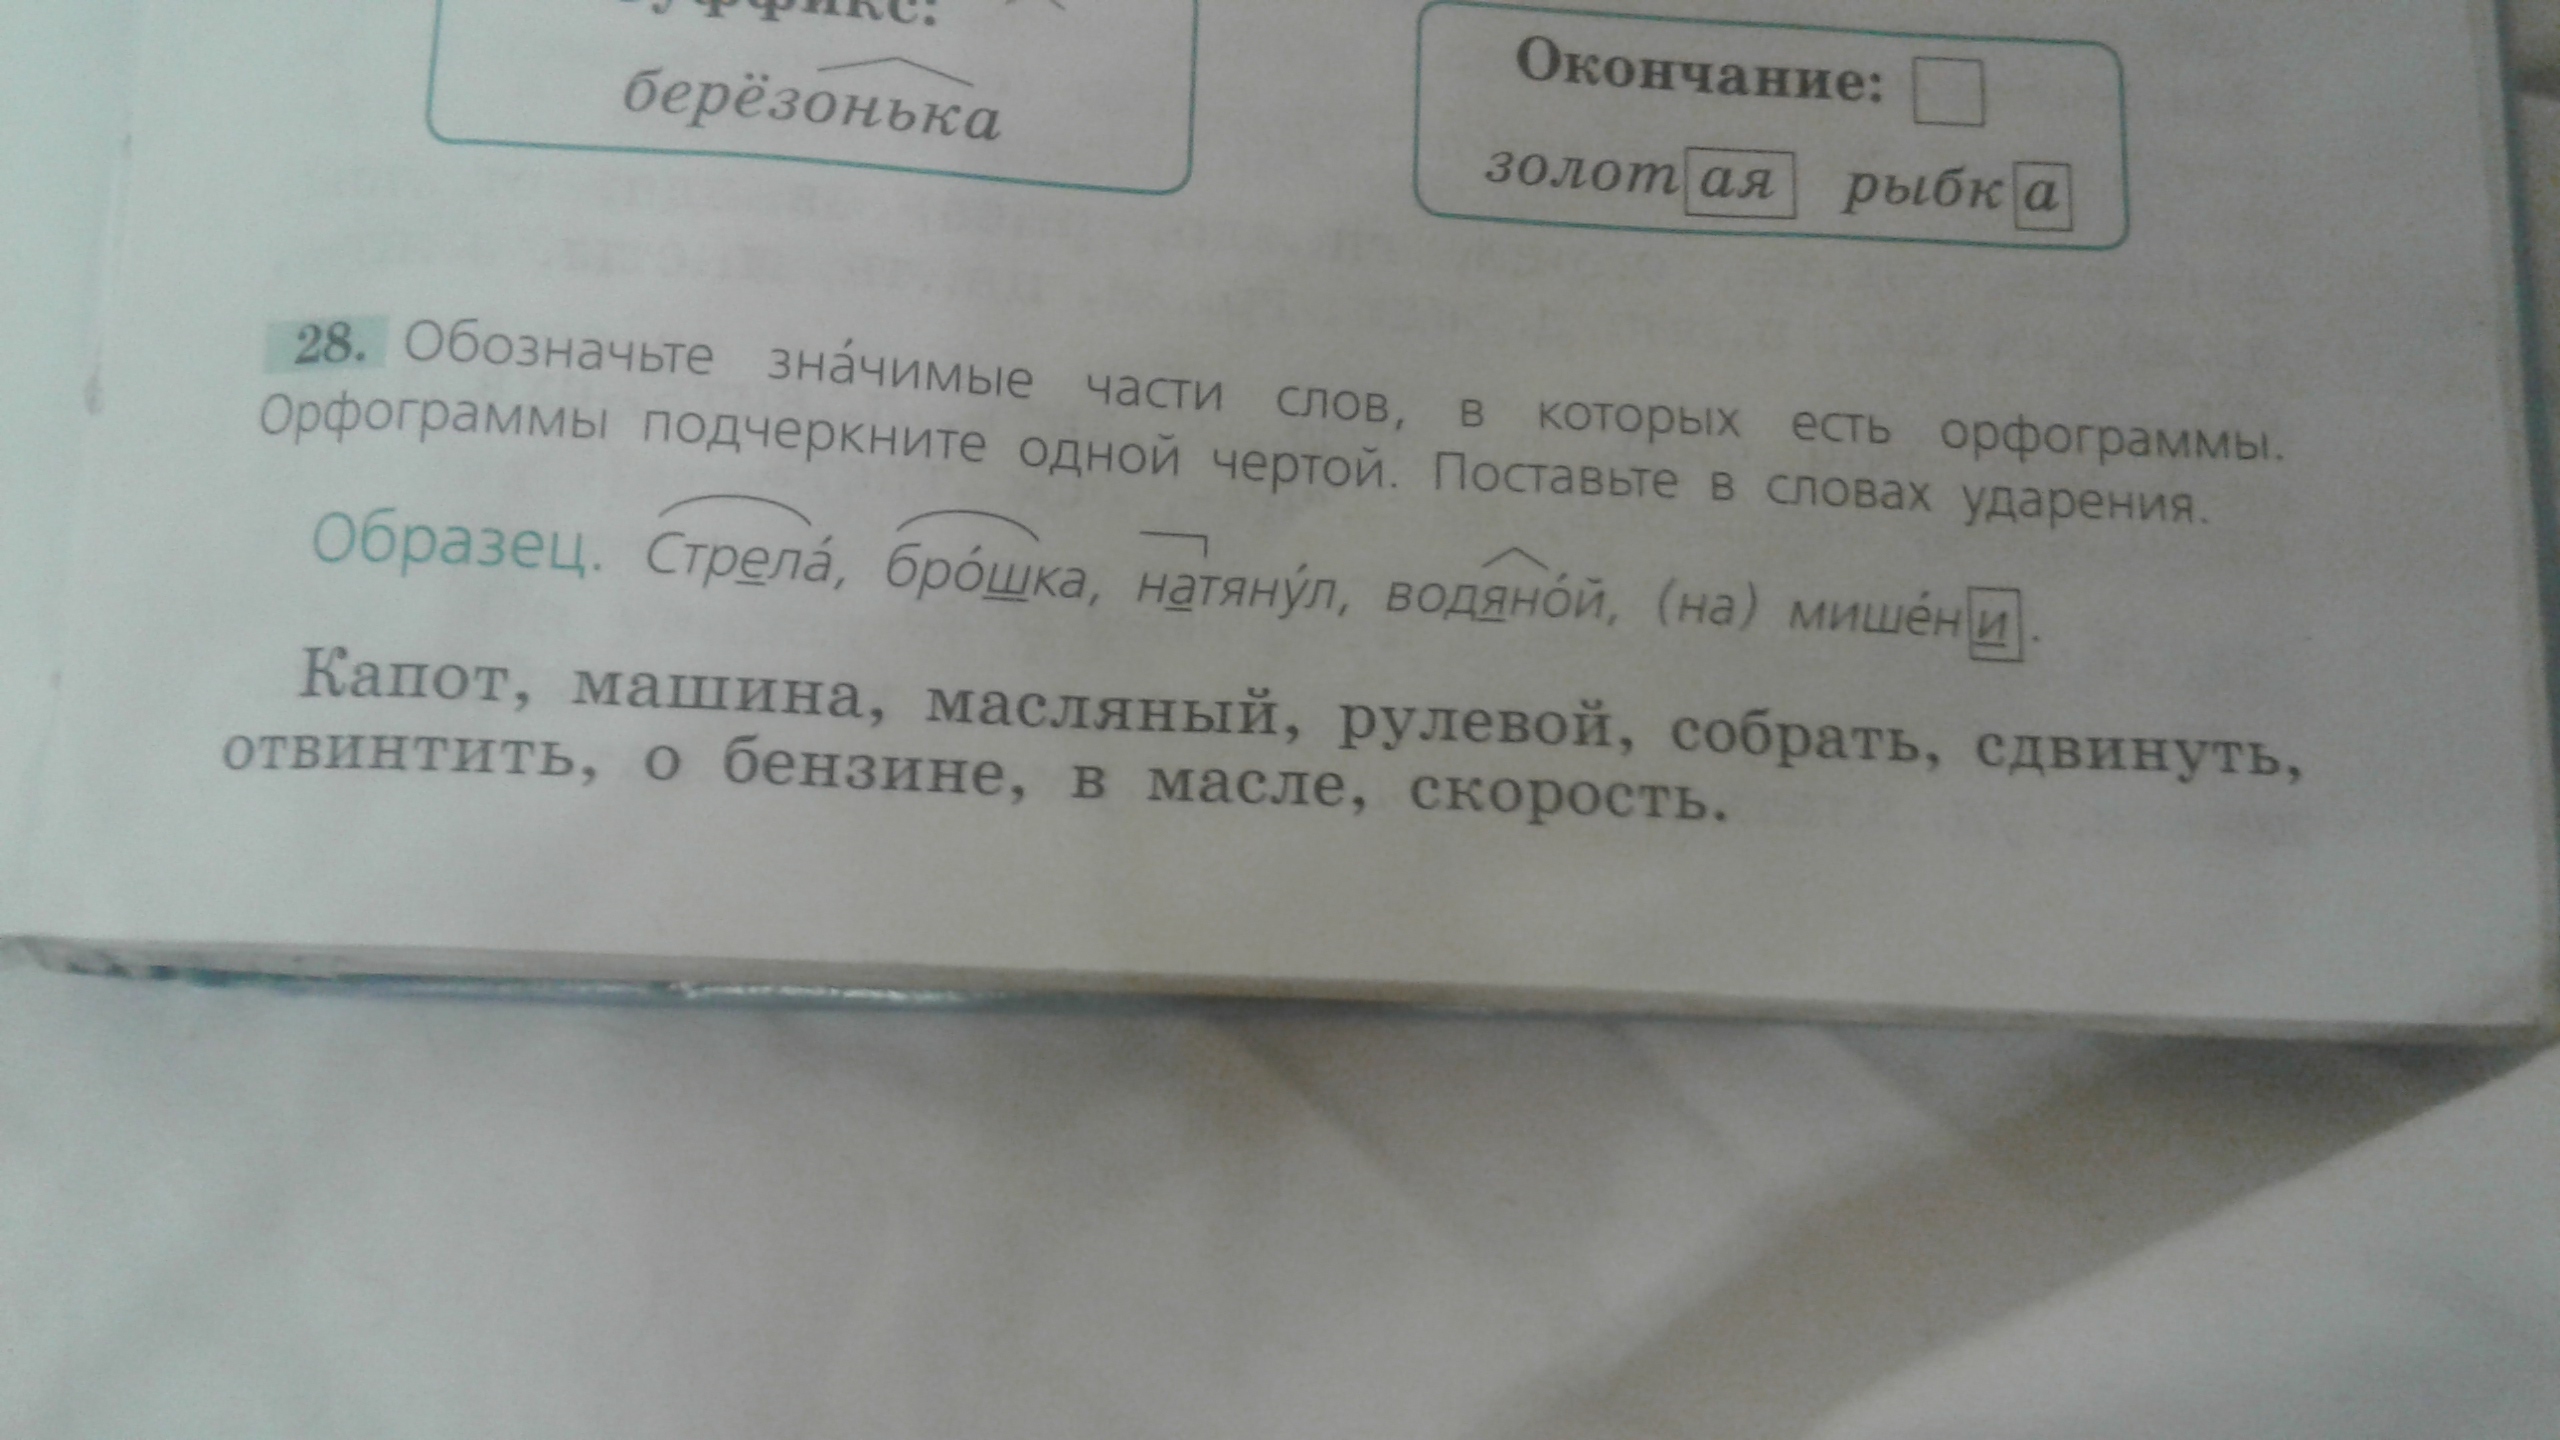 суффикс:
берёзонька
Окончание:
золотая рыбка
28. Обозначьте зна́чимые части слов, в которых есть орфограммы.
Орфограммы подчеркните одной чертой. Поставьте в словах ударения.
Образец. Стрела́, бро́шка, натяну́л, водяно́й, (на) мише́ни.
Капот, машина, масляный, рулевой, собрать, сдвинуть,
отвинтить, о бензине, в масле, скорость.